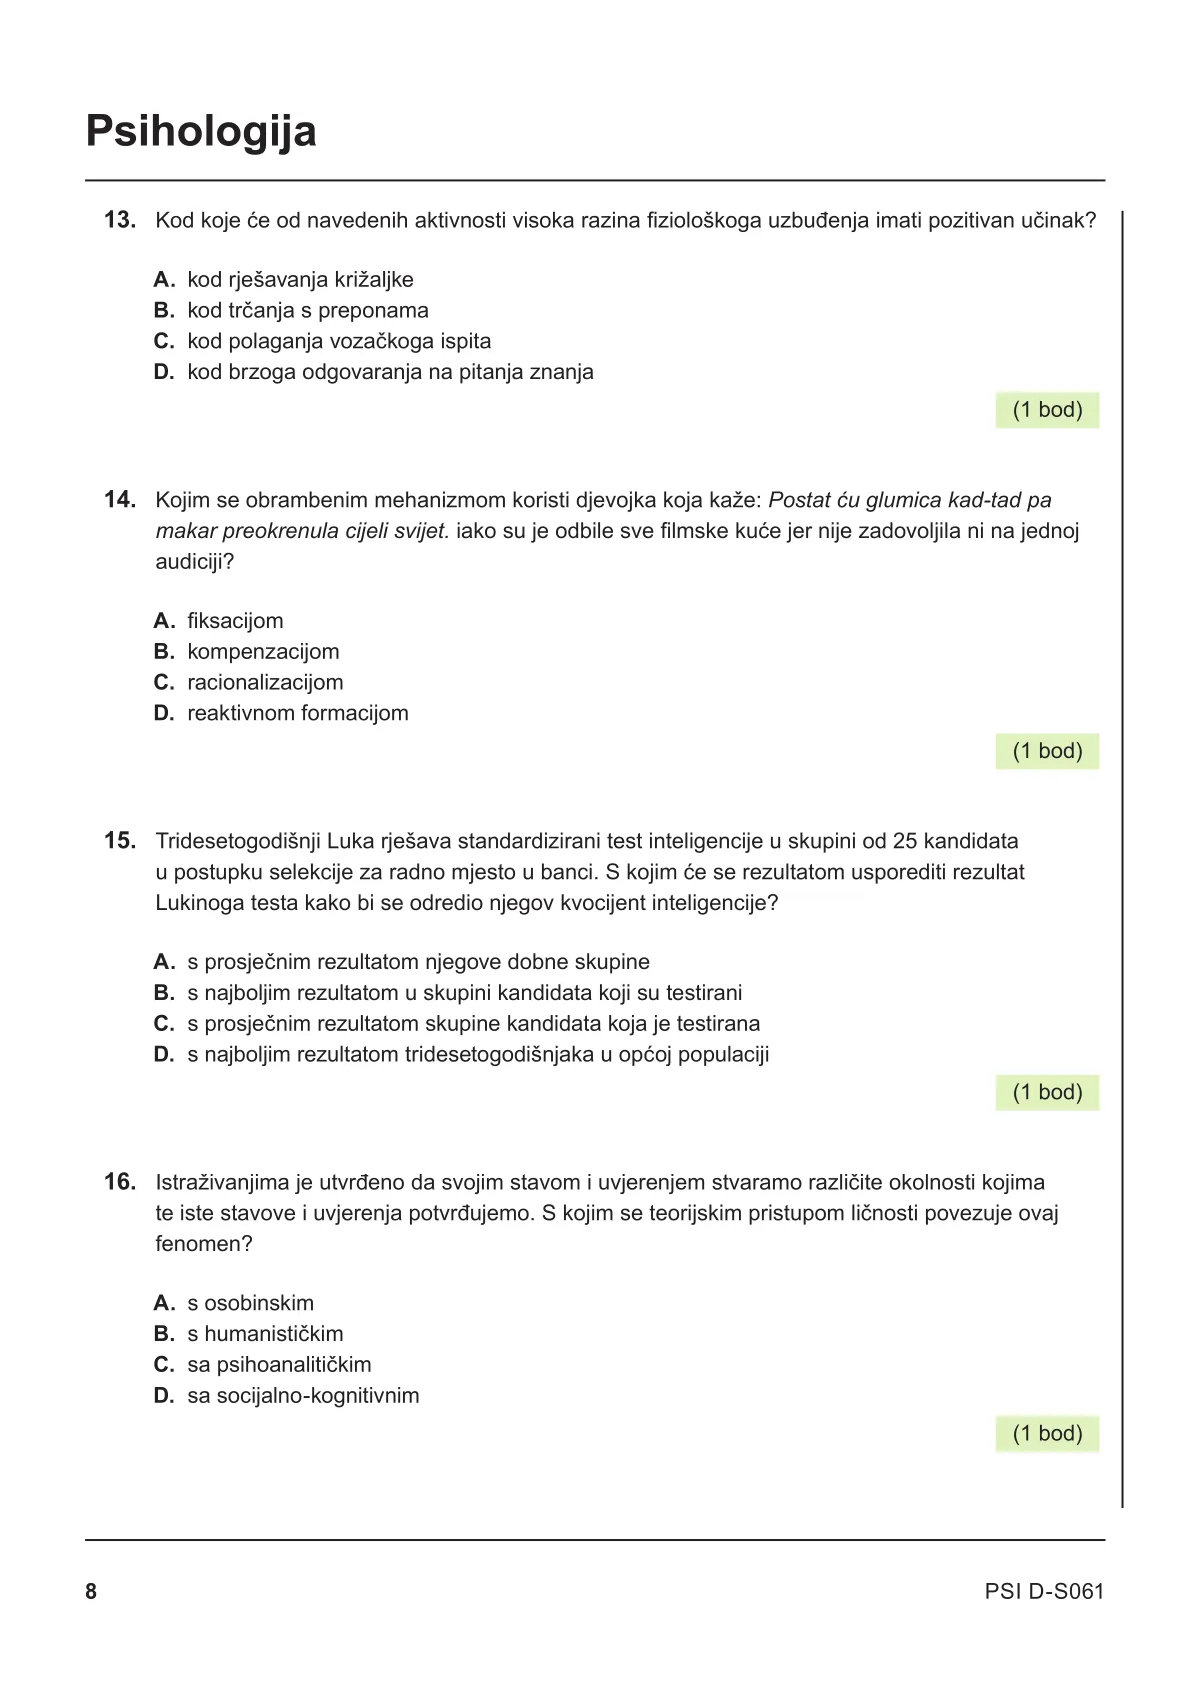 Psihologija
13. Kod koje će od navedenih aktivnosti visoka razina fiziološkoga uzbuđenja imati pozitivan učinak?
A. kod rješavanja križaljke
B. kod trčanja s preponama
C. kod polaganja vozačkoga ispita
D. kod brzoga odgovaranja na pitanja znanja
(1 bod)
14. Kojim se obrambenim mehanizmom koristi djevojka koja kaže: Postat ću glumica kad-tad pa
makar preokrenula cijeli svijet. iako su je odbile sve filmske kuće jer nije zadovoljila ni na jednoj
audiciji?
A. fiksacijom
B. kompenzacijom
C. racionalizacijom
D. reaktivnom formacijom
(1 bod)
15. Tridesetogodišnji Luka rješava standardizirani test inteligencije u skupini od 25 kandidata
u postupku selekcije za radno mjesto u banci. S kojim će se rezultatom usporediti rezultat
Lukinoga testa kako bi se odredio njegov kvocijent inteligencije?
A. s prosječnim rezultatom njegove dobne skupine
B. s najboljim rezultatom u skupini kandidata koji su testirani
C. s prosječnim rezultatom skupine kandidata koja je testirana
D. s najboljim rezultatom tridesetogodišnjaka u općoj populaciji
(1 bod)
16. Istraživanjima je utvrđeno da svojim stavom i uvjerenjem stvaramo različite okolnosti kojima
te iste stavove i uvjerenja potvrđujemo. S kojim se teorijskim pristupom ličnosti povezuje ovaj
fenomen?
A. s osobinskim
B. s humanističkim
C. sa psihoanalitičkim
D. sa socijalno-kognitivnim
(1 bod)
8
PSI D-S061